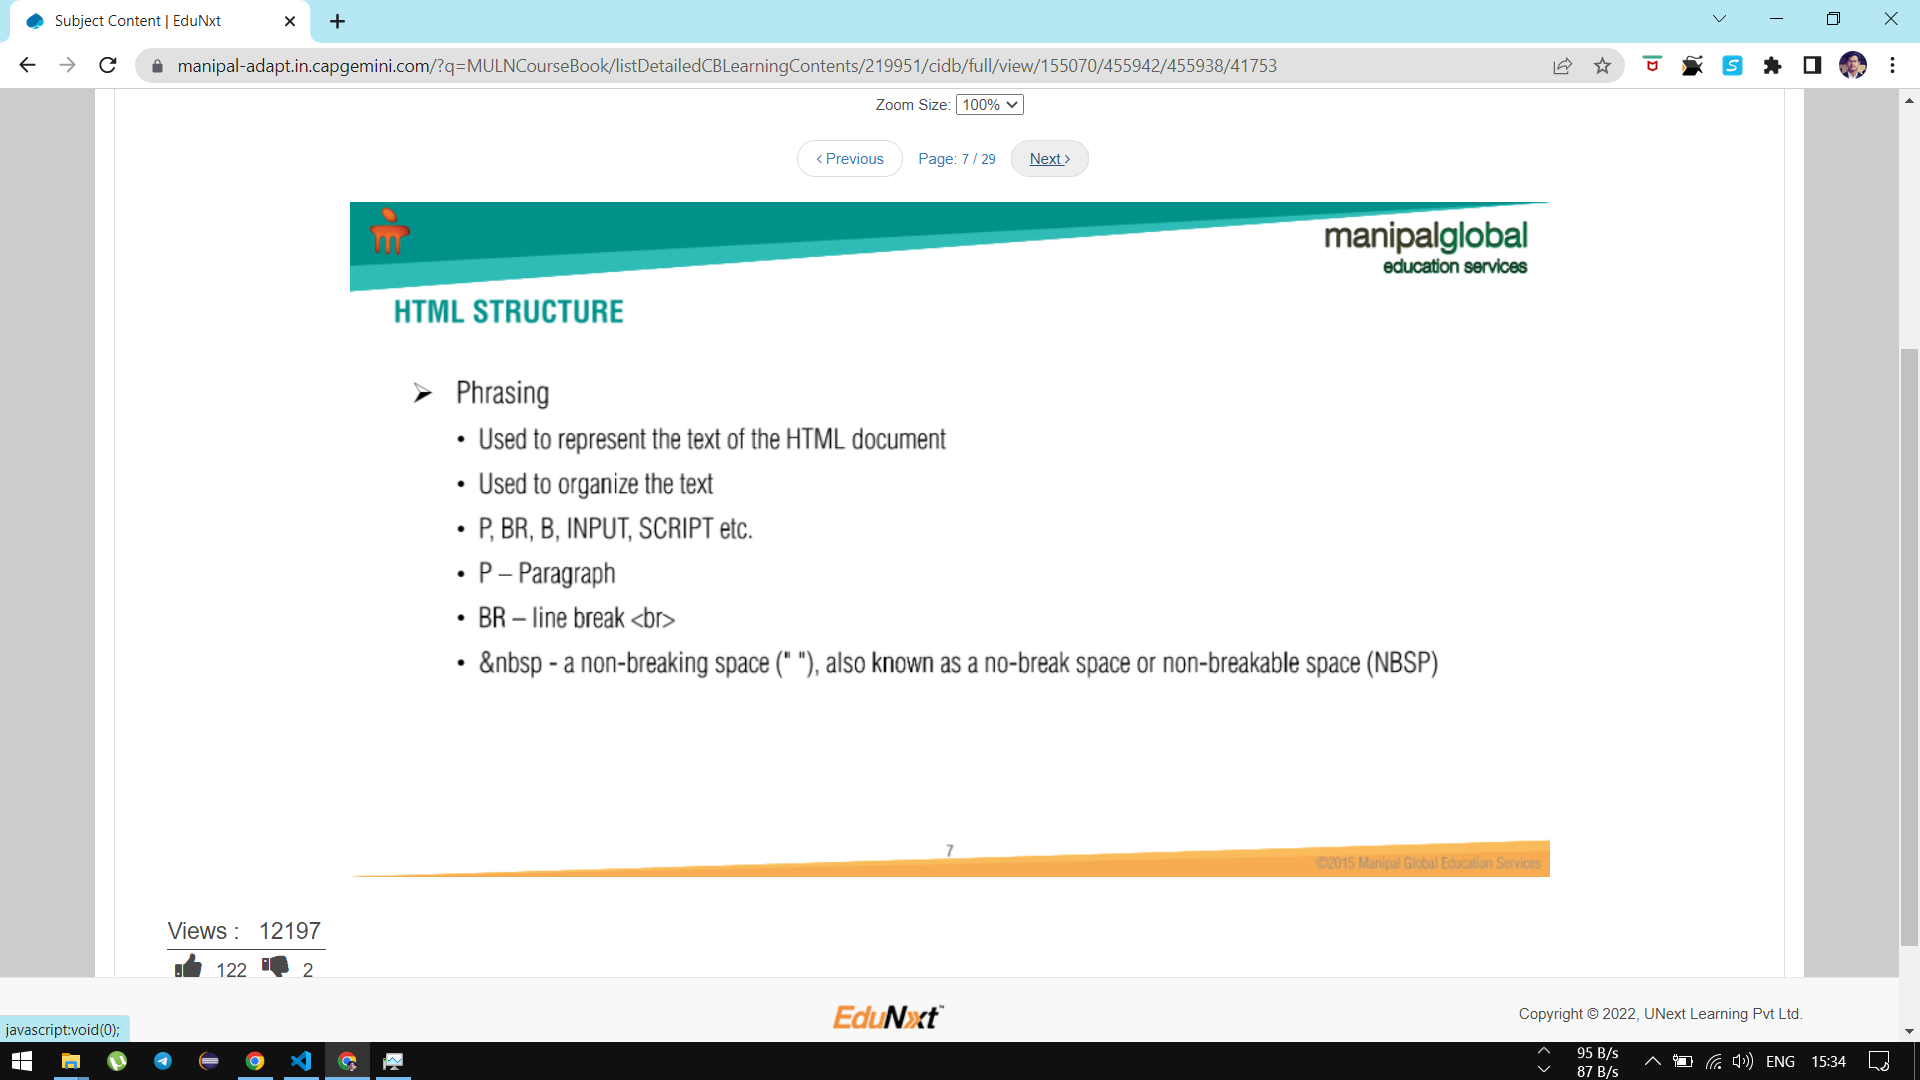 Subject Content | EduNxt
manipal-adapt.in.capgemini.com/?q=MULNCourseBook/listDetailedCBLearningContents/219951/cidb/full/view/155070/455942/455938/41753
Zoom Size: 100%
‹ Previous Page: 7 / 29 Next ›
manipalglobal
education services
HTML STRUCTURE
➢ Phrasing
• Used to represent the text of the HTML document
• Used to organize the text
• P, BR, B, INPUT, SCRIPT etc.
• P – Paragraph
• BR – line break <br>
• &nbsp - a non-breaking space (" "), also known as a no-break space or non-breakable space (NBSP)
7
©2015 Manipal Global Education Services
Views : 12197
122 2
EduNxt™
Copyright © 2022, UNext Learning Pvt Ltd.
javascript:void(0);
95 B/s
87 B/s
ENG 15:34